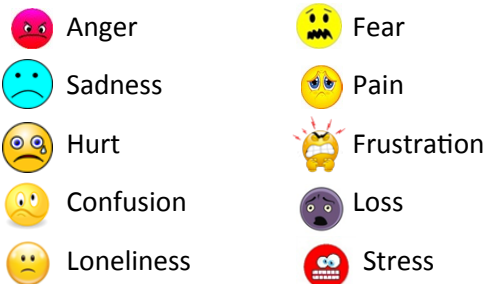 Anger
Fear
Sadness
Pain
Hurt
Frustration
Confusion
Loss
Loneliness
Stress